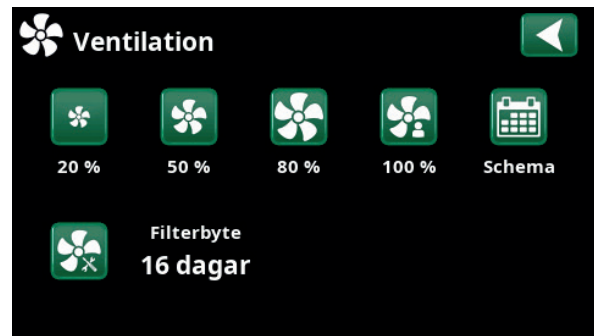 Ventilation
20 % 50 % 80 % 100 % Schema
Filterbyte
16 dagar